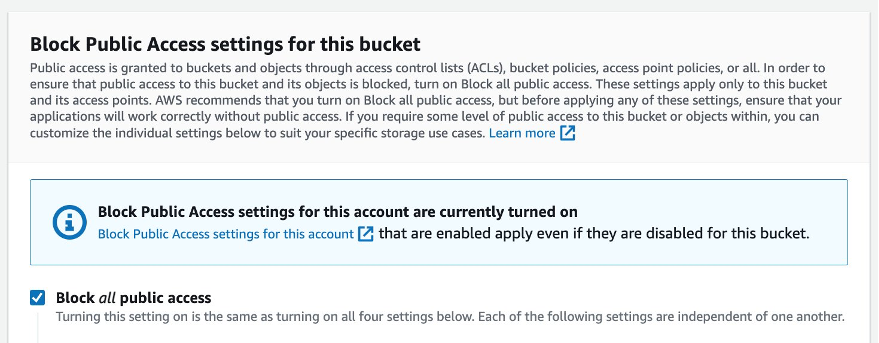 Block Public Access settings for this bucket
Public access is granted to buckets and objects through access control lists (ACLs), bucket policies, access point policies, or all. In order to
ensure that public access to this bucket and its objects is blocked, turn on Block all public access. These settings apply only to this bucket
and its access points. AWS recommends that you turn on Block all public access, but before applying any of these settings, ensure that your
applications will work correctly without public access. If you require some level of public access to this bucket or objects within, you can
customize the individual settings below to suit your specific storage use cases. Learn more
Block Public Access settings for this account are currently turned on
Block Public Access settings for this account that are enabled apply even if they are disabled for this bucket.
Block all public access
Turning this setting on is the same as turning on all four settings below. Each of the following settings are independent of one another.